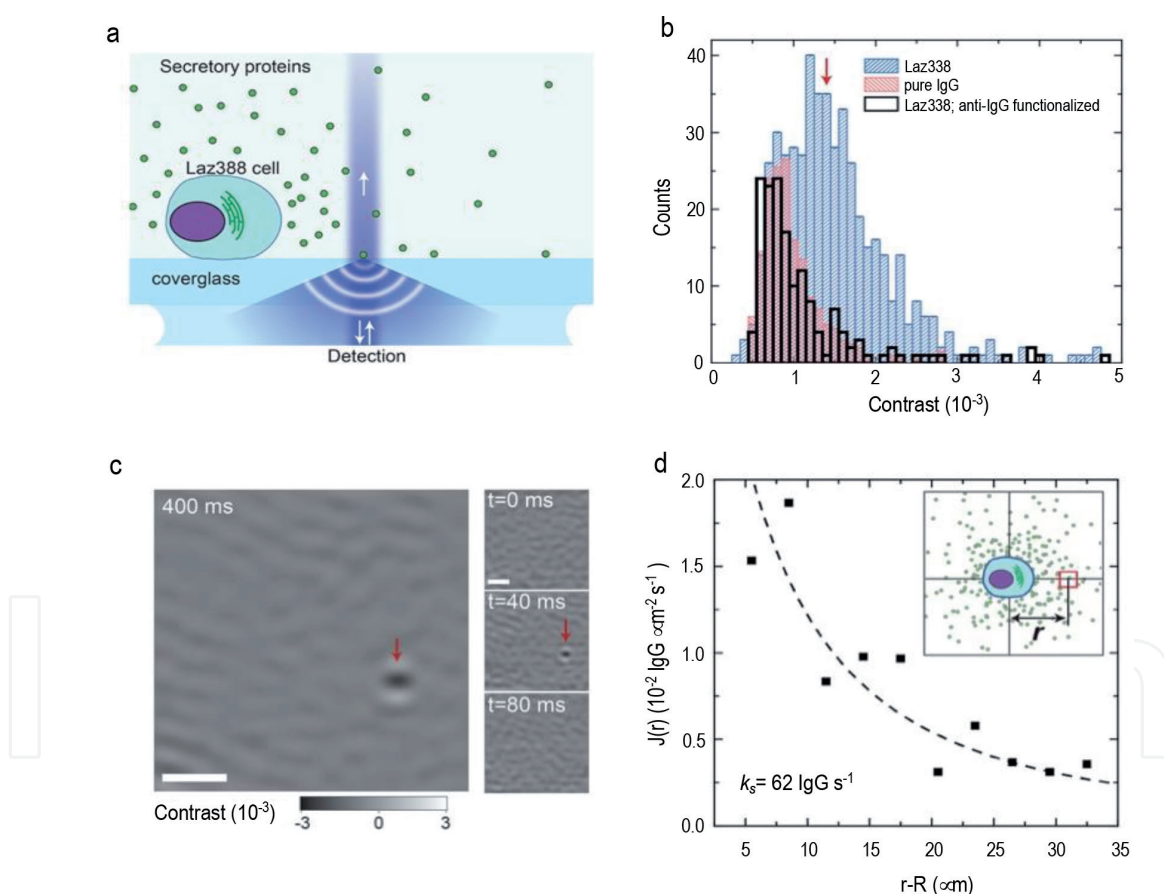 a
Secretory proteins
Laz388 cell
coverglass
Detection
b
Counts
40
30
20
10
0
Laz338
pure IgG
Laz338; anti-IgG functionalized
0 1 2 3 4 5
Contrast (10-3)
c
400 ms
t=0 ms
t=40 ms
t=80 ms
Contrast (10-3)
-3 0 3
d
J(r) (10-2 IgG ∝m-2 s-1 )
2.0
1.5
1.0
0.5
0.0
r
ks= 62 IgG s-1
5 10 15 20 25 30 35
r-R (∝m)